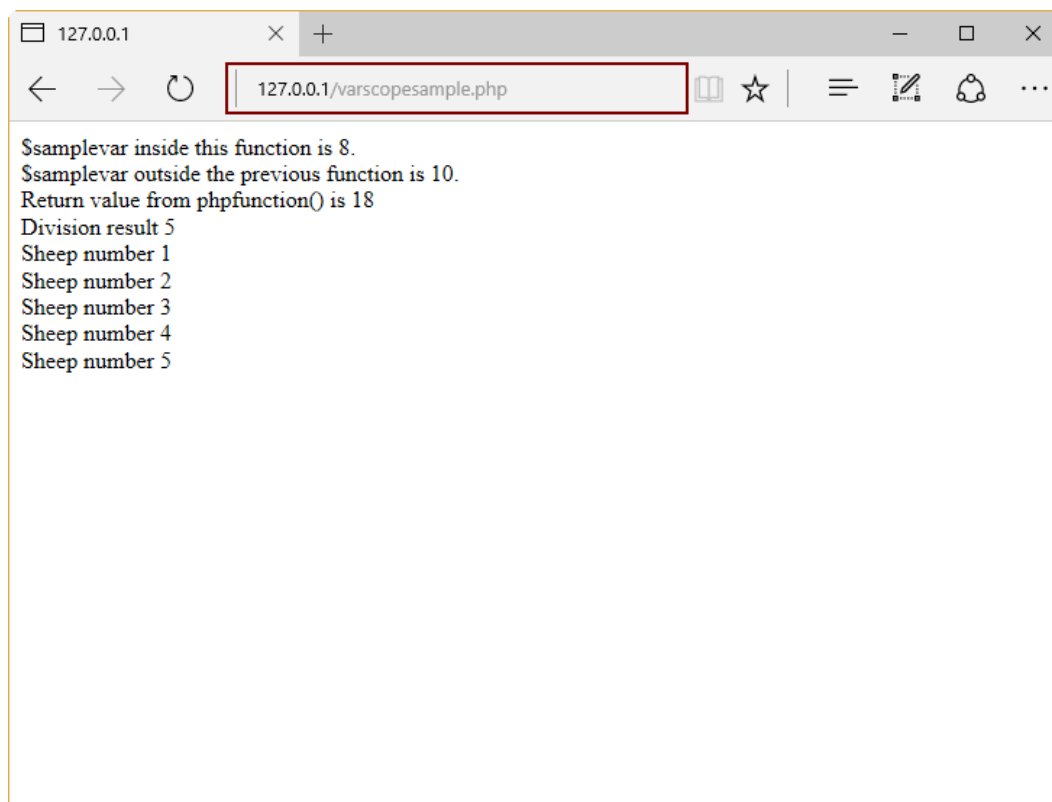 127.0.0.1
127.0.0.1/varscopesample.php
$samplevar inside this function is 8.
$samplevar outside the previous function is 10.
Return value from phpfunction() is 18
Division result 5
Sheep number 1
Sheep number 2
Sheep number 3
Sheep number 4
Sheep number 5